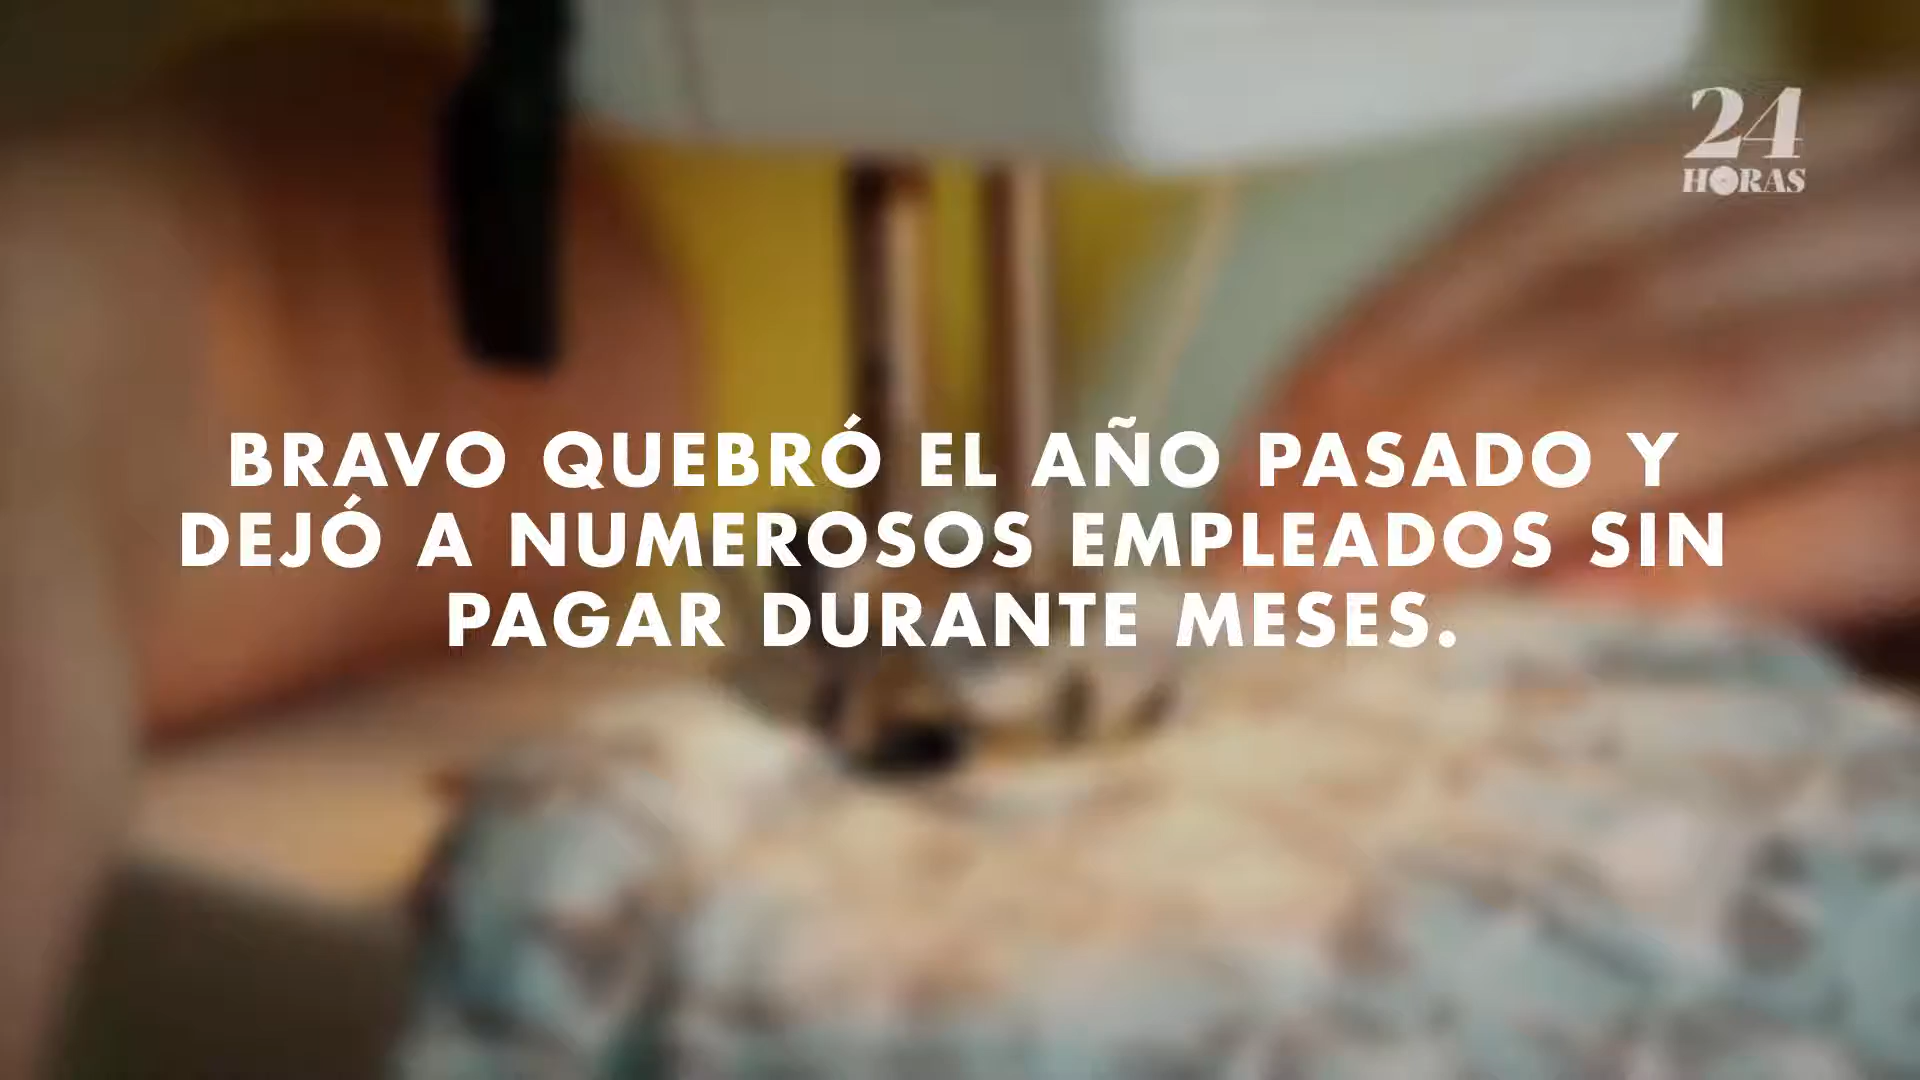 24
HORAS
BRAVO QUEBRÓ EL AÑO PASADO Y
DEJÓ A NUMEROSOS EMPLEADOS SIN
PAGAR DURANTE MESES.